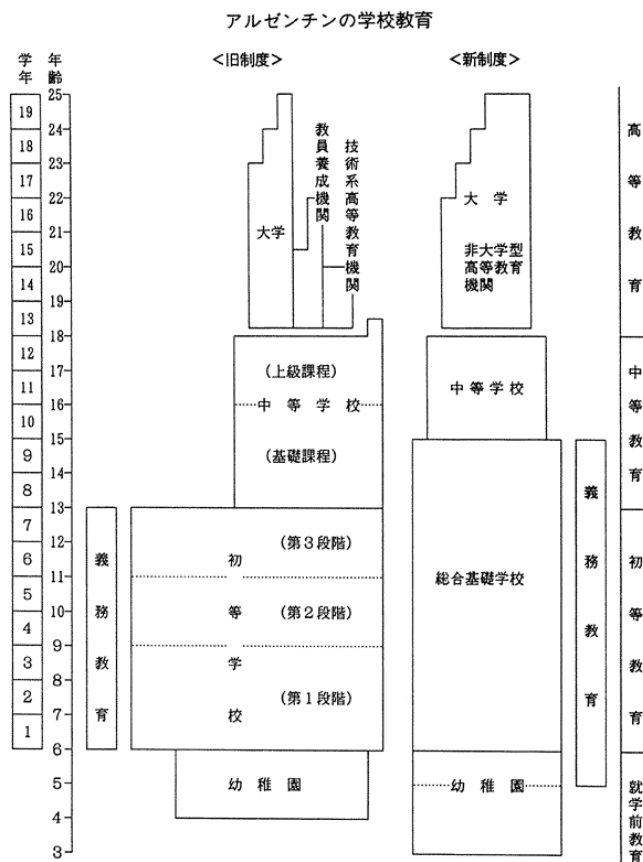 アルゼンチンの学校教育
学年
年齢
<旧制度>
<新制度>
19
18
17
16
15
14
13
12
11
10
9
8
7
6
5
4
3
2
1
25
24
23
22
21
20
19
18
17
16
15
14
13
12
11
10
9
8
7
6
5
4
3
義務教育
大学
教員養成機関
技術系高等教育機関
(上級課程)
中等学校
(基礎課程)
初等学校
(第3段階)
(第2段階)
(第1段階)
幼稚園
大学
非大学型
高等教育
機関
中等学校
総合基礎学校
幼稚園
義務教育
高等教育
中等教育
初等教育
就学前教育